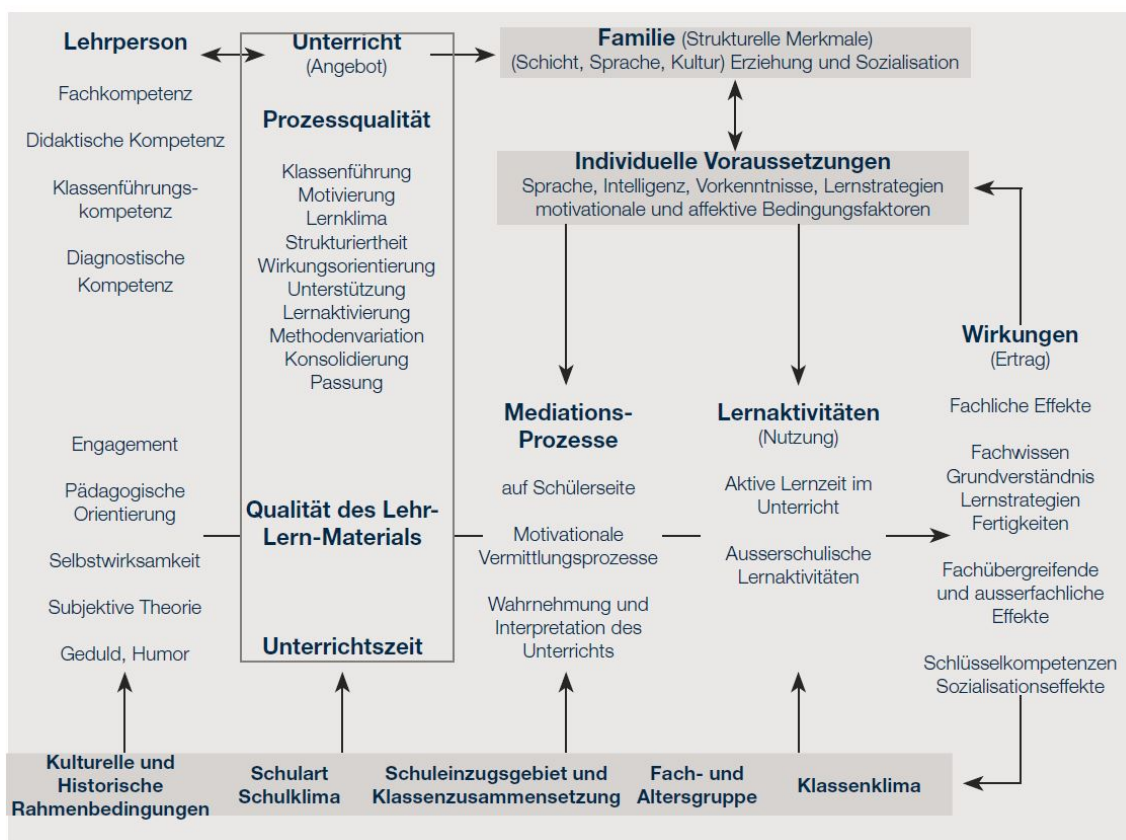 Lehrperson
Fachkompetenz
Didaktische Kompetenz
Klassenführungs-
kompetenz
Diagnostische
Kompetenz
Engagement
Pädagogische
Orientierung
Selbstwirksamkeit
Subjektive Theorie
Geduld, Humor
Unterricht
(Angebot)
Prozessqualität
Klassenführung
Motivierung
Lernklima
Strukturiertheit
Wirkungsorientierung
Unterstützung
Lernaktivierung
Methodenvariation
Konsolidierung
Passung
Qualität des Lehr-
Lern-Materials
Unterrichtszeit
Familie (Strukturelle Merkmale)
(Schicht, Sprache, Kultur) Erziehung und Sozialisation
Individuelle Voraussetzungen
Sprache, Intelligenz, Vorkenntnisse, Lernstrategien
motivationale und affektive Bedingungsfaktoren
Mediations-
Prozesse
auf Schülerseite
Motivationale
Vermittlungsprozesse
Wahrnehmung und
Interpretation des
Unterrichts
Lernaktivitäten
(Nutzung)
Aktive Lernzeit im
Unterricht
Ausserschulische
Lernaktivitäten
Wirkungen
(Ertrag)
Fachliche Effekte
Fachwissen
Grundverständnis
Lernstrategien
Fertigkeiten
Fachübergreifende
und ausserfachliche
Effekte
Schlüsselkompetenzen
Sozialisationseffekte
Kulturelle und
Historische
Rahmenbedingungen
Schulart
Schulklima
Schuleinzugsgebiet und
Klassenzusammensetzung
Fach- und
Altersgruppe
Klassenklima